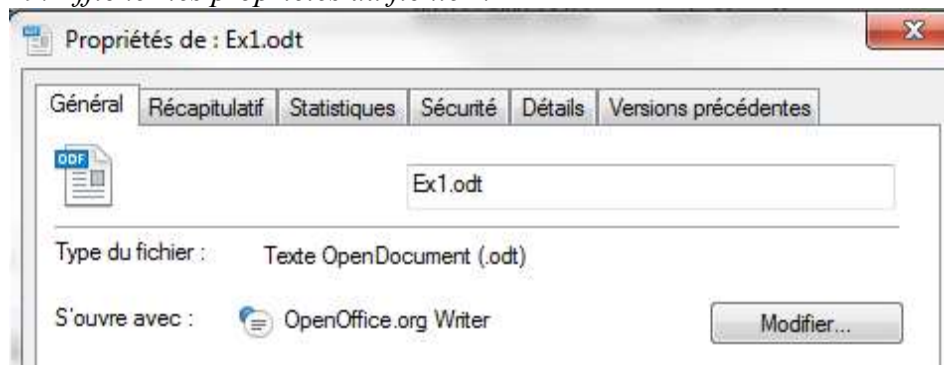 Propriétés de : Ex1.odt
Général Récapitulatif Statistiques Sécurité Détails Versions précédentes
ODF
Ex1.odt
Type du fichier : Texte OpenDocument (.odt)
S'ouvre avec : OpenOffice.org Writer Modifier...